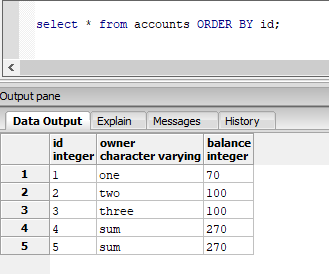 select * from accounts ORDER BY id;
Output pane
Data Output Explain Messages History
id owner balance
integer character varying integer
1 1 one 70
2 2 two 100
3 3 three 100
4 4 sum 270
5 5 sum 270